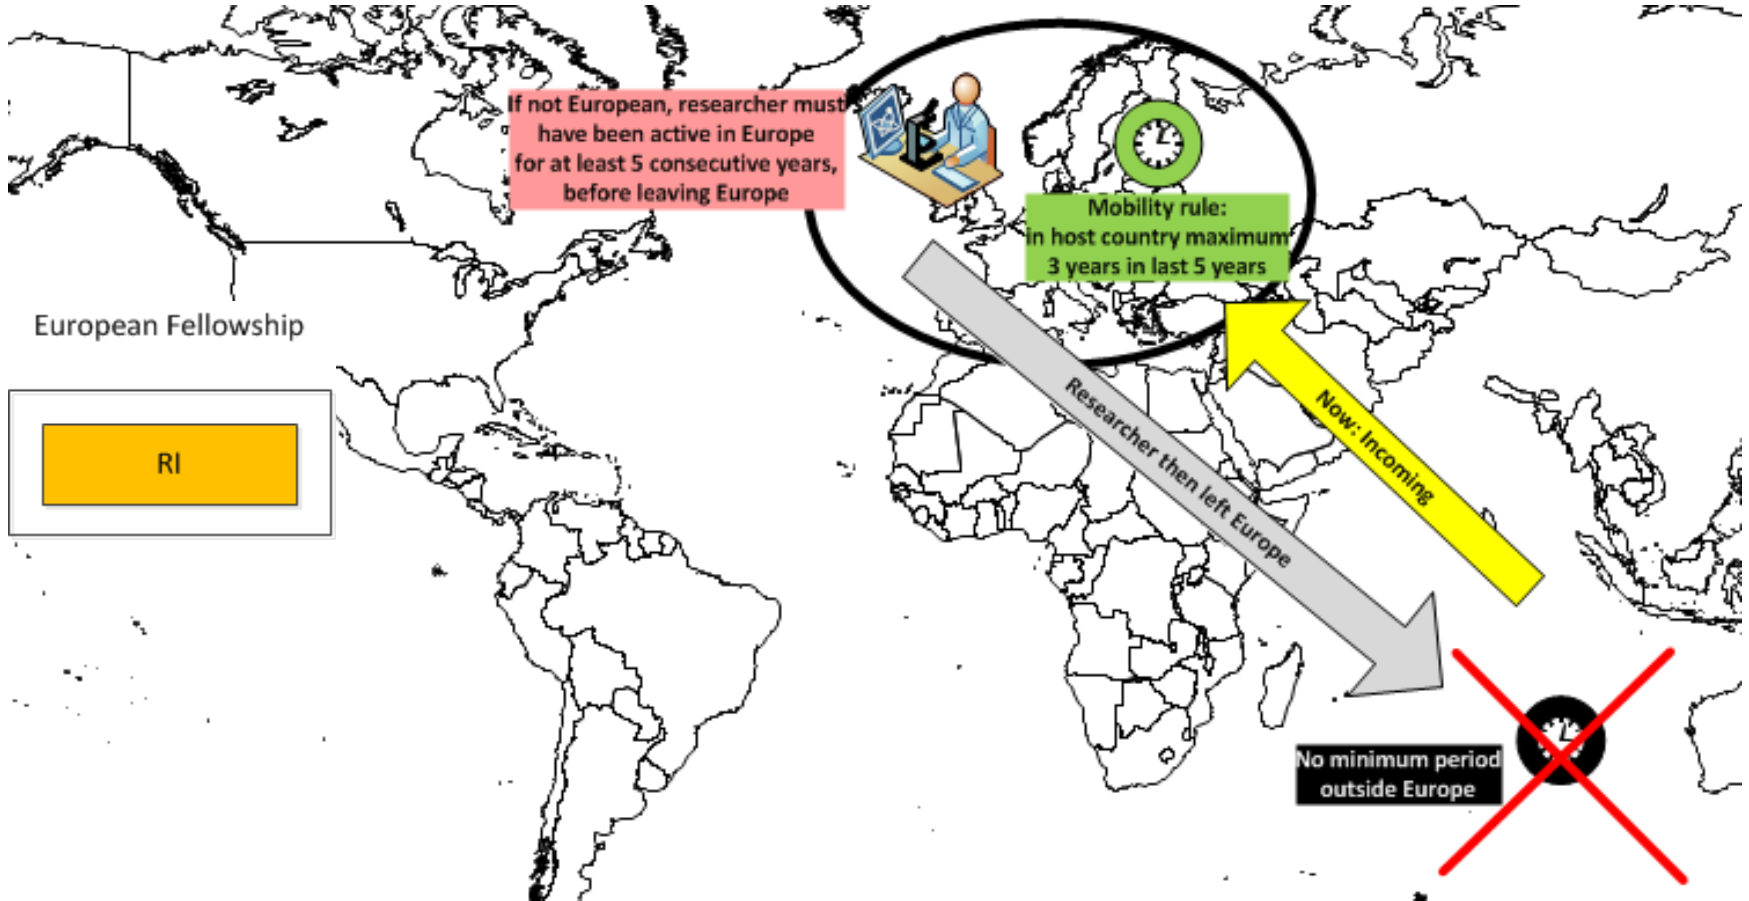 If not European, researcher must
have been active in Europe
for at least 5 consecutive years,
before leaving Europe
Mobility rule:
in host country maximum
3 years in last 5 years
European Fellowship
RI
Researcher then left Europe
Now: Incoming
No minimum period
outside Europe